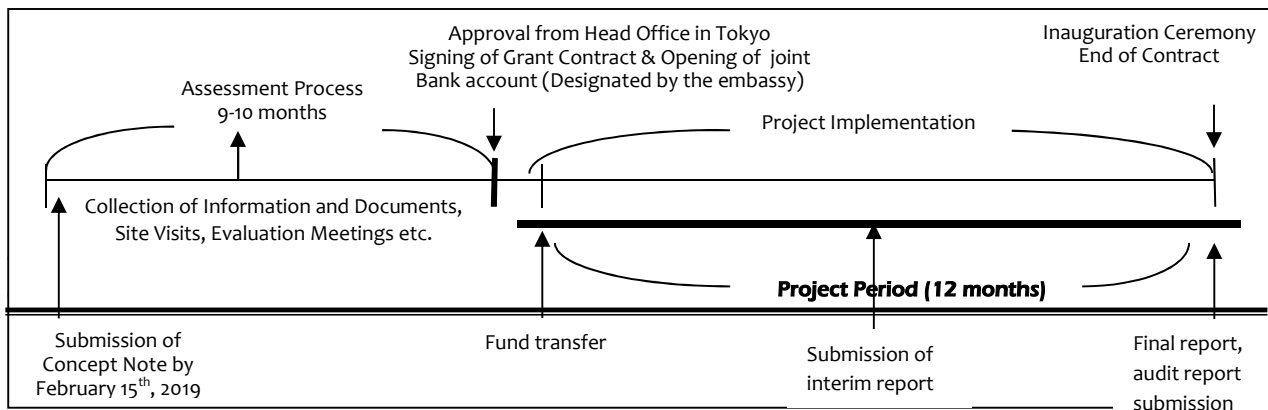 Approval from Head Office in Tokyo
Signing of Grant Contract & Opening of joint
Bank account (Designated by the embassy)
Inauguration Ceremony
End of Contract
Assessment Process
9-10 months
Project Implementation
Collection of Information and Documents,
Site Visits, Evaluation Meetings etc.
Project Period (12 months)
Submission of
Concept Note by
February 15th, 2019
Fund transfer
Submission of
interim report
Final report,
audit report
submission